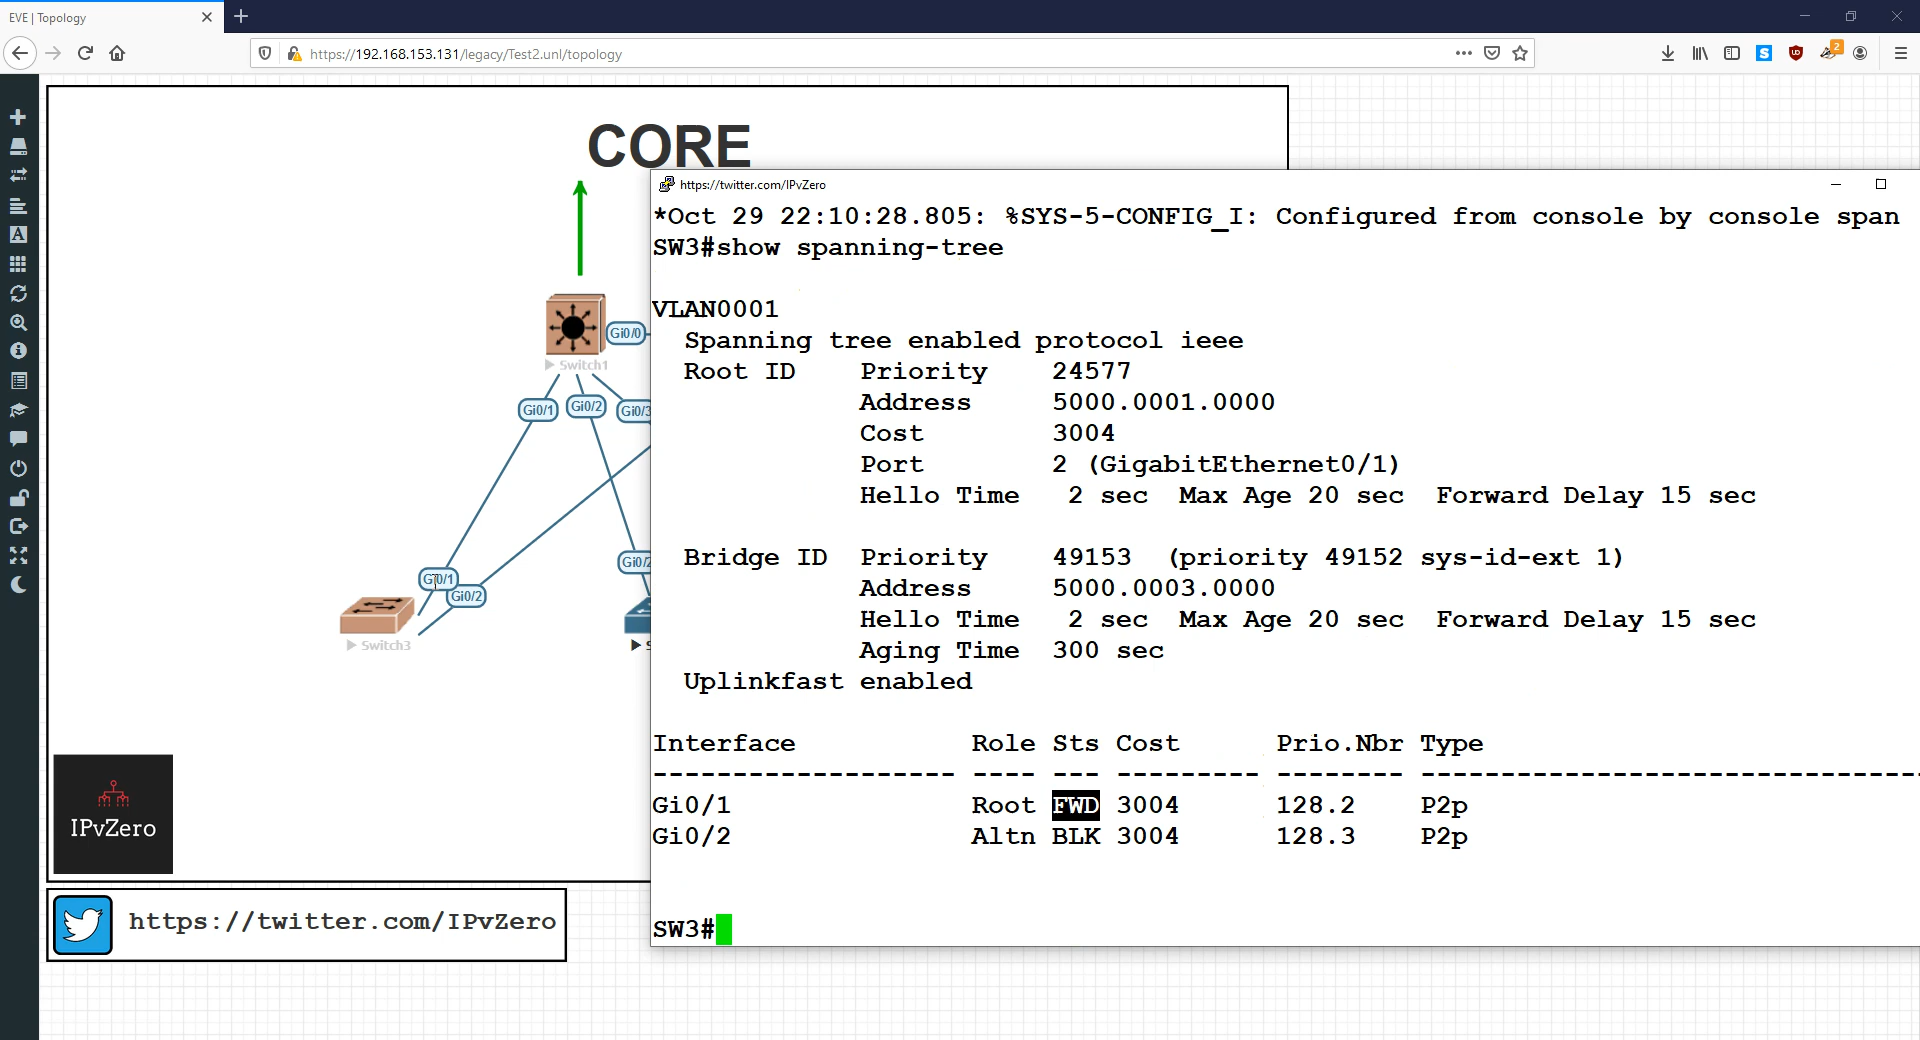 EVE | Topology
https://192.168.153.131/legacy/Test2.unl/topology
2
CORE
https://twitter.com/IPvZero
*Oct 29 22:10:28.805: %SYS-5-CONFIG_I: Configured from console by console span
SW3#show spanning-tree
VLAN0001
Spanning tree enabled protocol ieee
Root ID Priority 24577
Address 5000.0001.0000
Cost 3004
Port 2 (GigabitEthernet0/1)
Hello Time 2 sec Max Age 20 sec Forward Delay 15 sec
Bridge ID Priority 49153 (priority 49152 sys-id-ext 1)
Address 5000.0003.0000
Hello Time 2 sec Max Age 20 sec Forward Delay 15 sec
Aging Time 300 sec
Uplinkfast enabled
Interface Role Sts Cost Prio.Nbr Type
------------------- ---- --- --------- -------- --------------------------------
Gi0/1 Root FWD 3004 128.2 P2p
Gi0/2 Altn BLK 3004 128.3 P2p
SW3#
Gi0/0
Switch1
Gi0/1
Gi0/2
Gi0/3
Gi0/1
Gi0/2
Gi0/2
Switch3
S
IPvZero
https://twitter.com/IPvZero